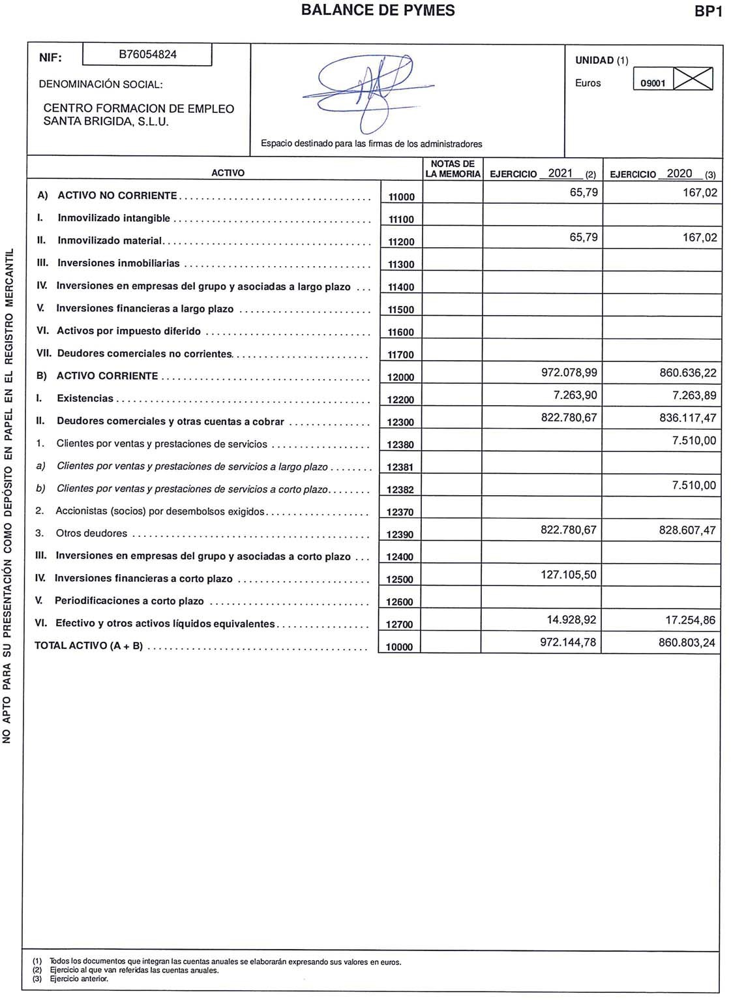 BALANCE DE PYMES
BP1
NIF: B76054824
DENOMINACIÓN SOCIAL:
CENTRO FORMACION DE EMPLEO
SANTA BRIGIDA, S.L.U.
Espacio destinado para las firmas de los administradores
UNIDAD (1)
Euros 09001
ACTIVO NOTAS DE LA MEMORIA EJERCICIO 2021 (2) EJERCICIO 2020 (3)
A) ACTIVO NO CORRIENTE 11000 65,79 167,02
I. Inmovilizado intangible 11100
II. Inmovilizado material 11200 65,79 167,02
III. Inversiones inmobiliarias 11300
IV. Inversiones en empresas del grupo y asociadas a largo plazo 11400
V. Inversiones financieras a largo plazo 11500
VI. Activos por impuesto diferido 11600
VII. Deudores comerciales no corrientes 11700
B) ACTIVO CORRIENTE 12000 972.078,99 860.636,22
I. Existencias 12200 7.263,90 7.263,89
II. Deudores comerciales y otras cuentas a cobrar 12300 822.780,67 836.117,47
1. Clientes por ventas y prestaciones de servicios 12380 7.510,00
a) Clientes por ventas y prestaciones de servicios a largo plazo 12381
b) Clientes por ventas y prestaciones de servicios a corto plazo 12382 7.510,00
2. Accionistas (socios) por desembolsos exigidos 12370
3. Otros deudores 12390 822.780,67 828.607,47
III. Inversiones en empresas del grupo y asociadas a corto plazo 12400
IV. Inversiones financieras a corto plazo 12500 127.105,50
V. Periodificaciones a corto plazo 12600
VI. Efectivo y otros activos líquidos equivalentes 12700 14.928,92 17.254,86
TOTAL ACTIVO (A + B) 10000 972.144,78 860.803,24
NO APTO PARA SU PRESENTACIÓN COMO DEPÓSITO EN PAPEL EN EL REGISTRO MERCANTIL
(1) Todos los documentos que integran las cuentas anuales se elaborarán expresando sus valores en euros.
(2) Ejercicio al que van referidas las cuentas anuales.
(3) Ejercicio anterior.